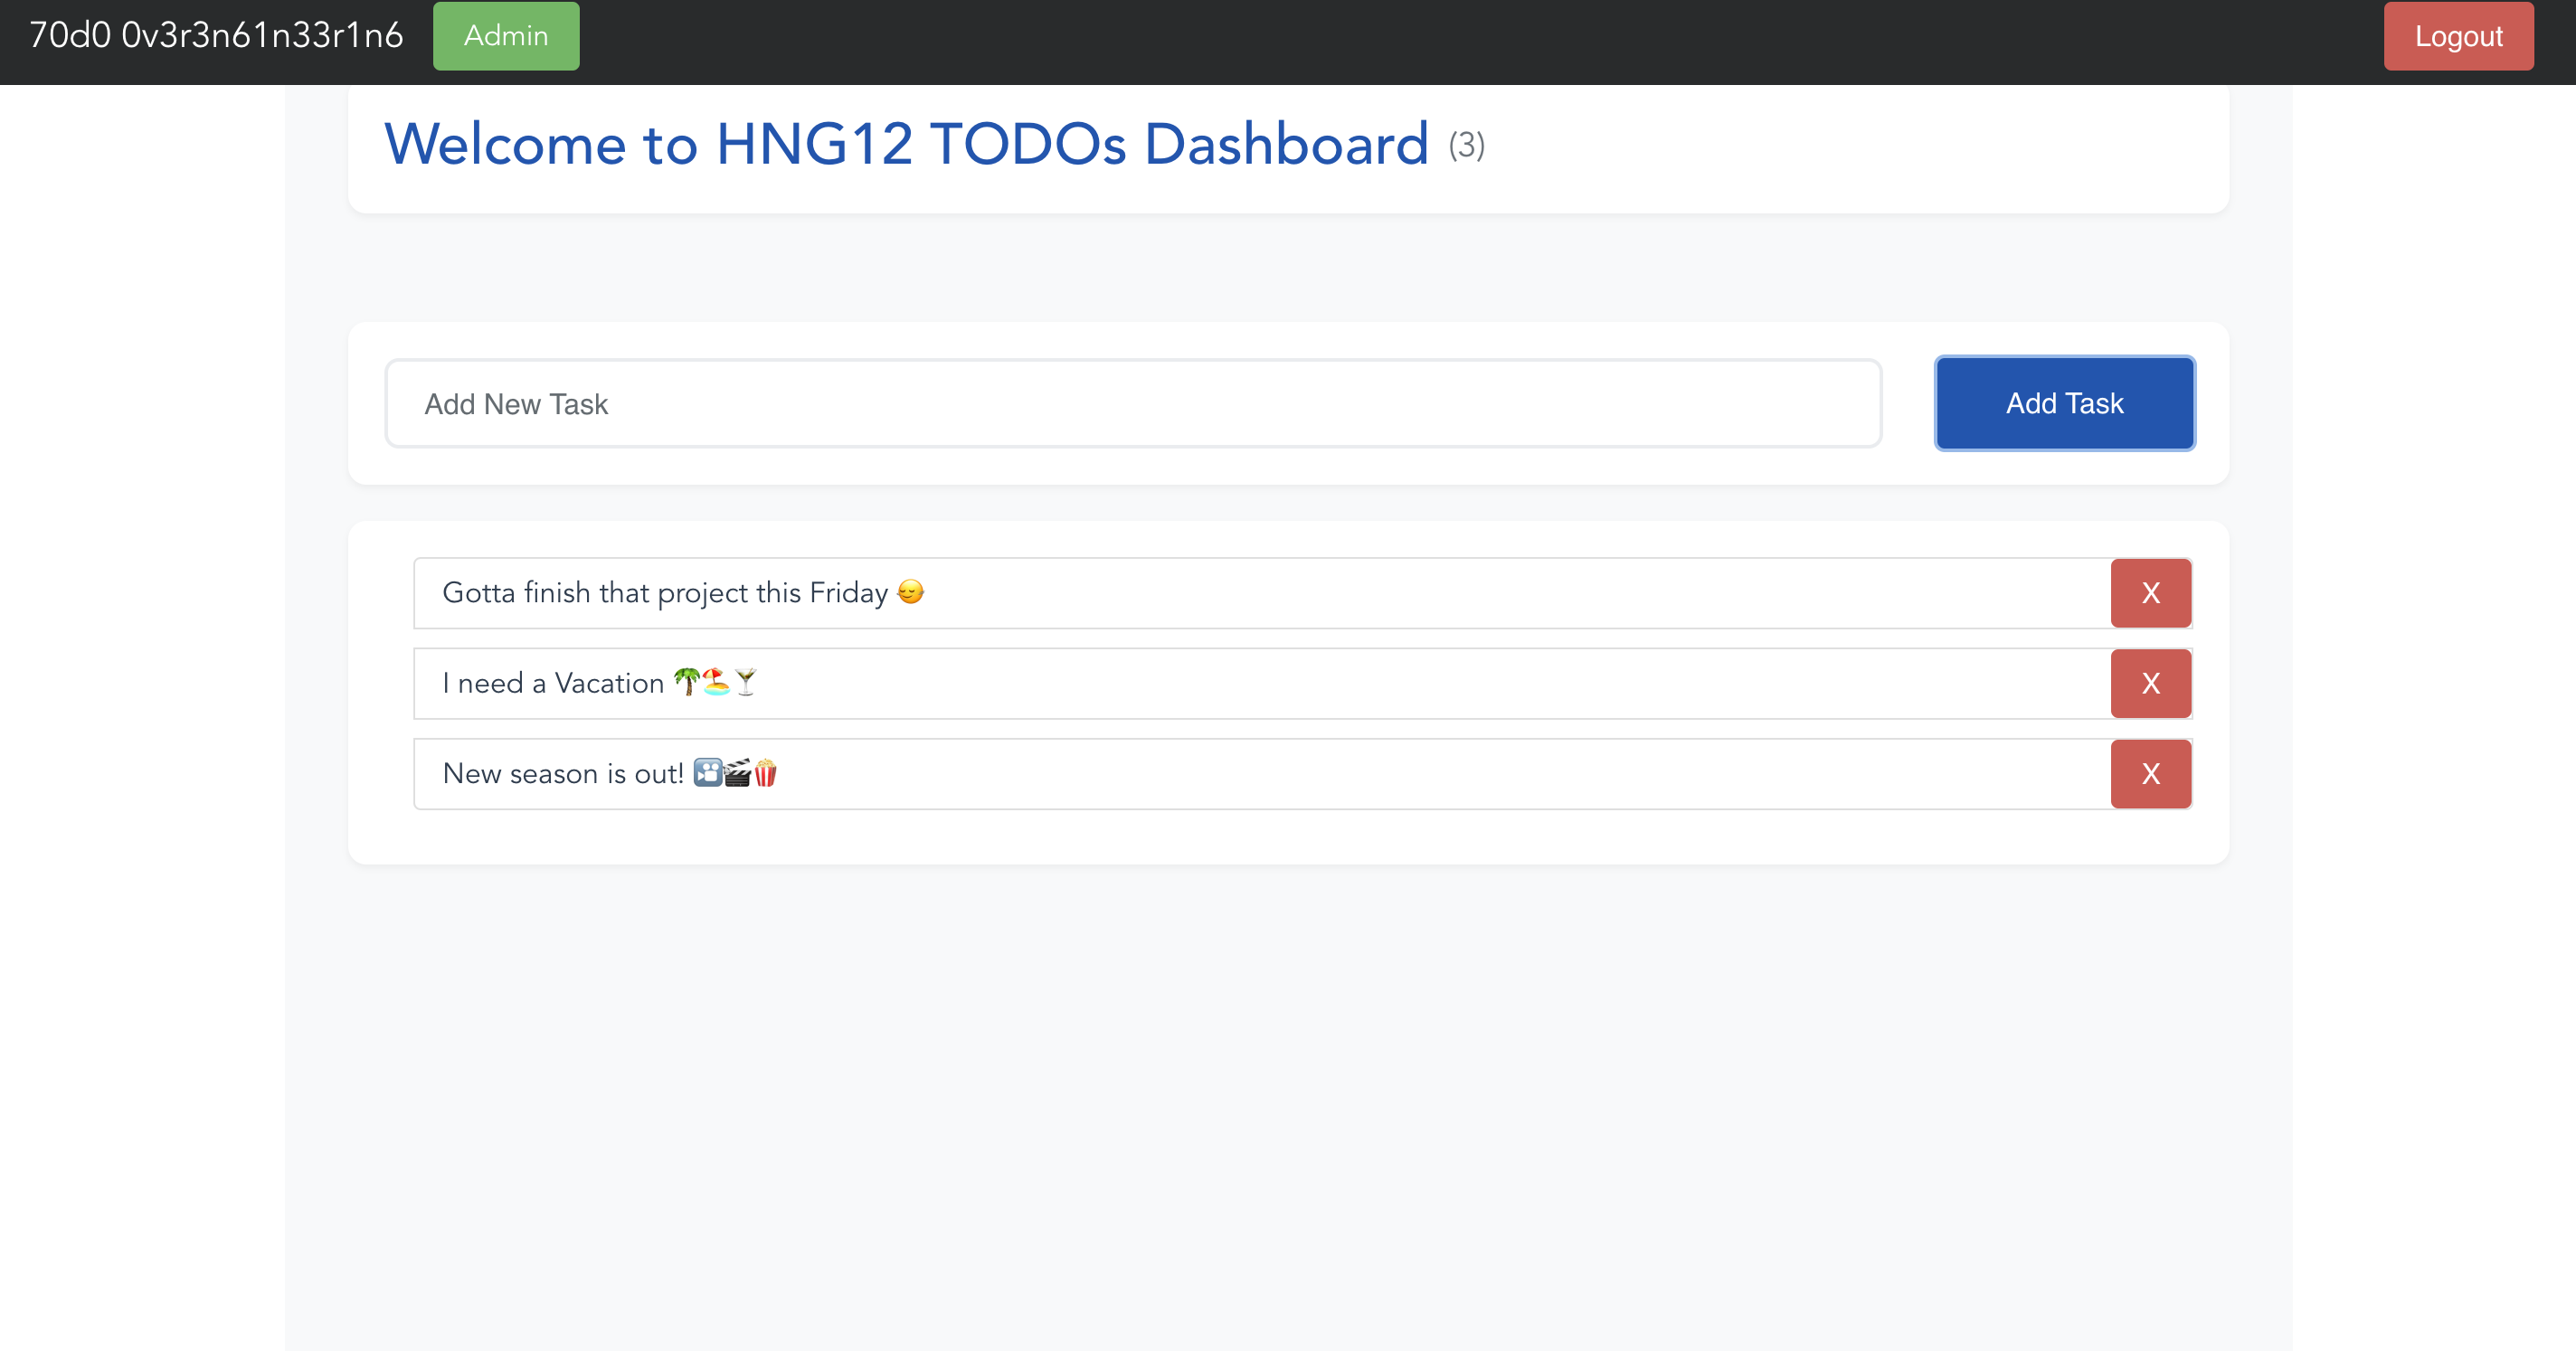 70d0 0v3r3n61n33r1n6 Admin Logout
Welcome to HNG12 TODOs Dashboard (3)
Add New Task Add Task
Gotta finish that project this Friday 😌 X
I need a Vacation 🌴🏖️🍸 X
New season is out! 🎦🎬🍿 X